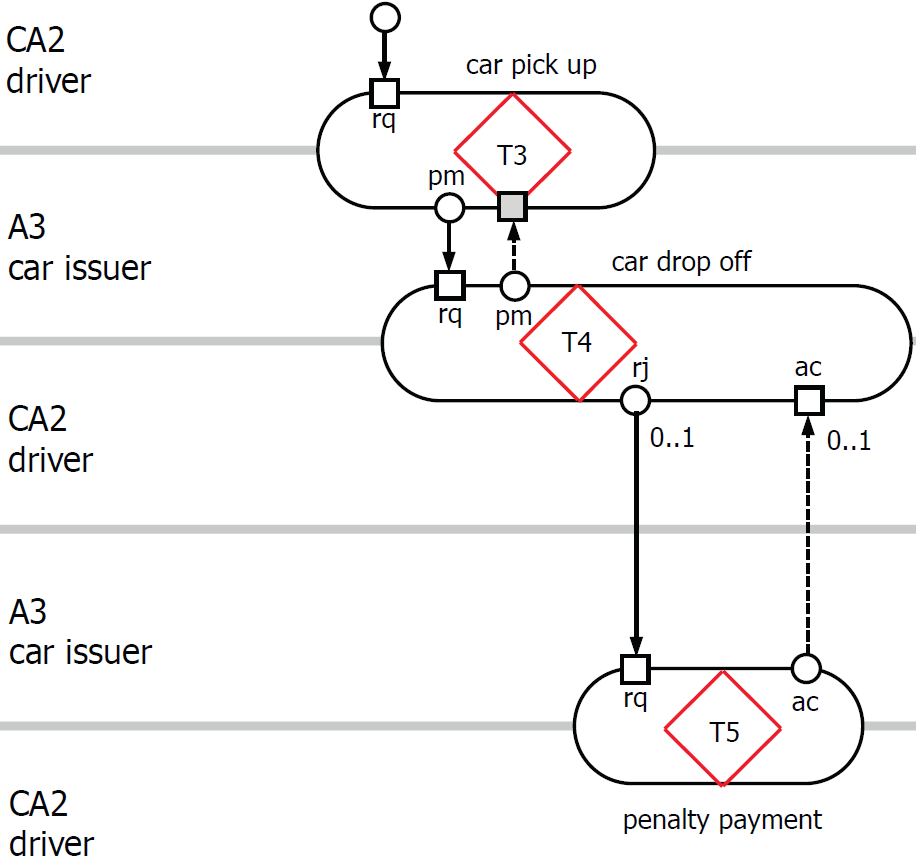 CA2
driver
car pick up
rq
T3
pm
A3
car issuer
car drop off
rq
pm
T4
rj
ac
CA2
driver
0..1
0..1
A3
car issuer
rq
ac
T5
CA2
driver
penalty payment